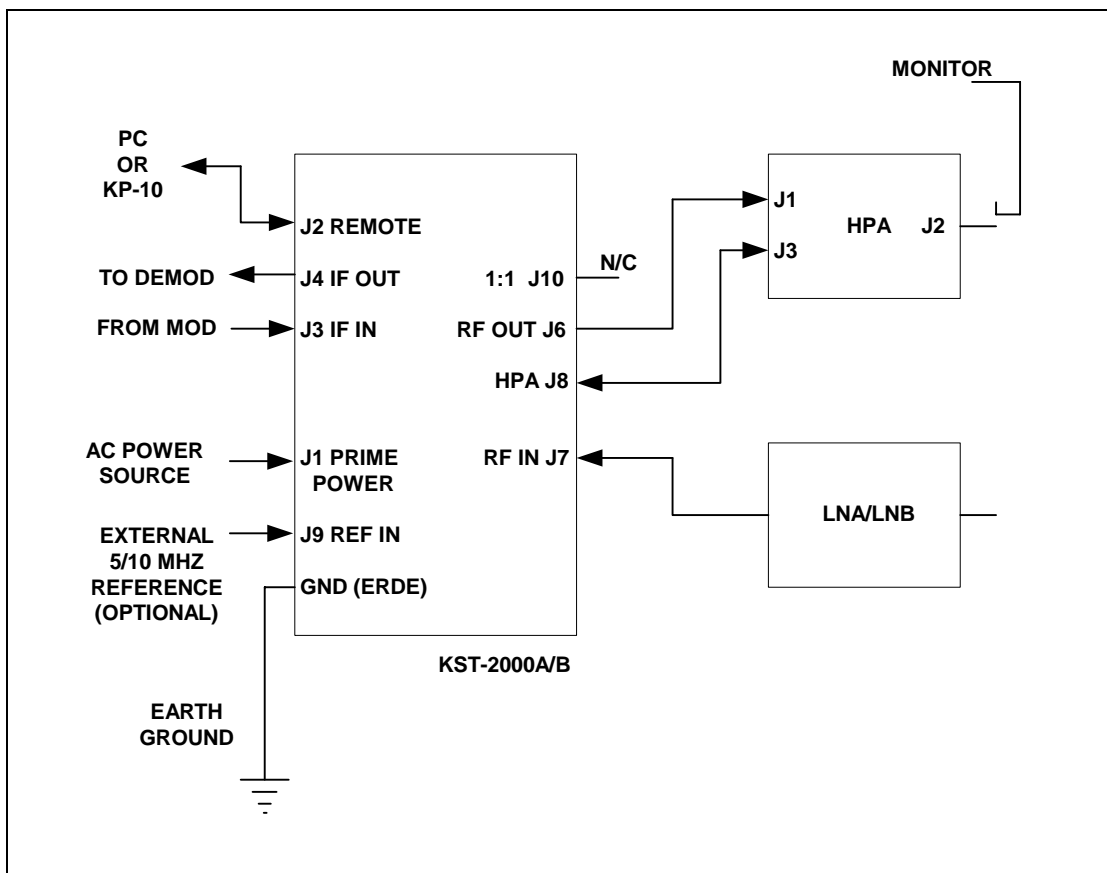 MONITOR
PC
OR
KP-10
J2 REMOTE
TO DEMOD
J4 IF OUT
FROM MOD
J3 IF IN
AC POWER
SOURCE
J1 PRIME
POWER
EXTERNAL
5/10 MHZ
REFERENCE
(OPTIONAL)
J9 REF IN
GND (ERDE)
EARTH
GROUND
1:1 J10
N/C
RF OUT J6
HPA J8
RF IN J7
KST-2000A/B
J1
HPA J2
J3
LNA/LNB